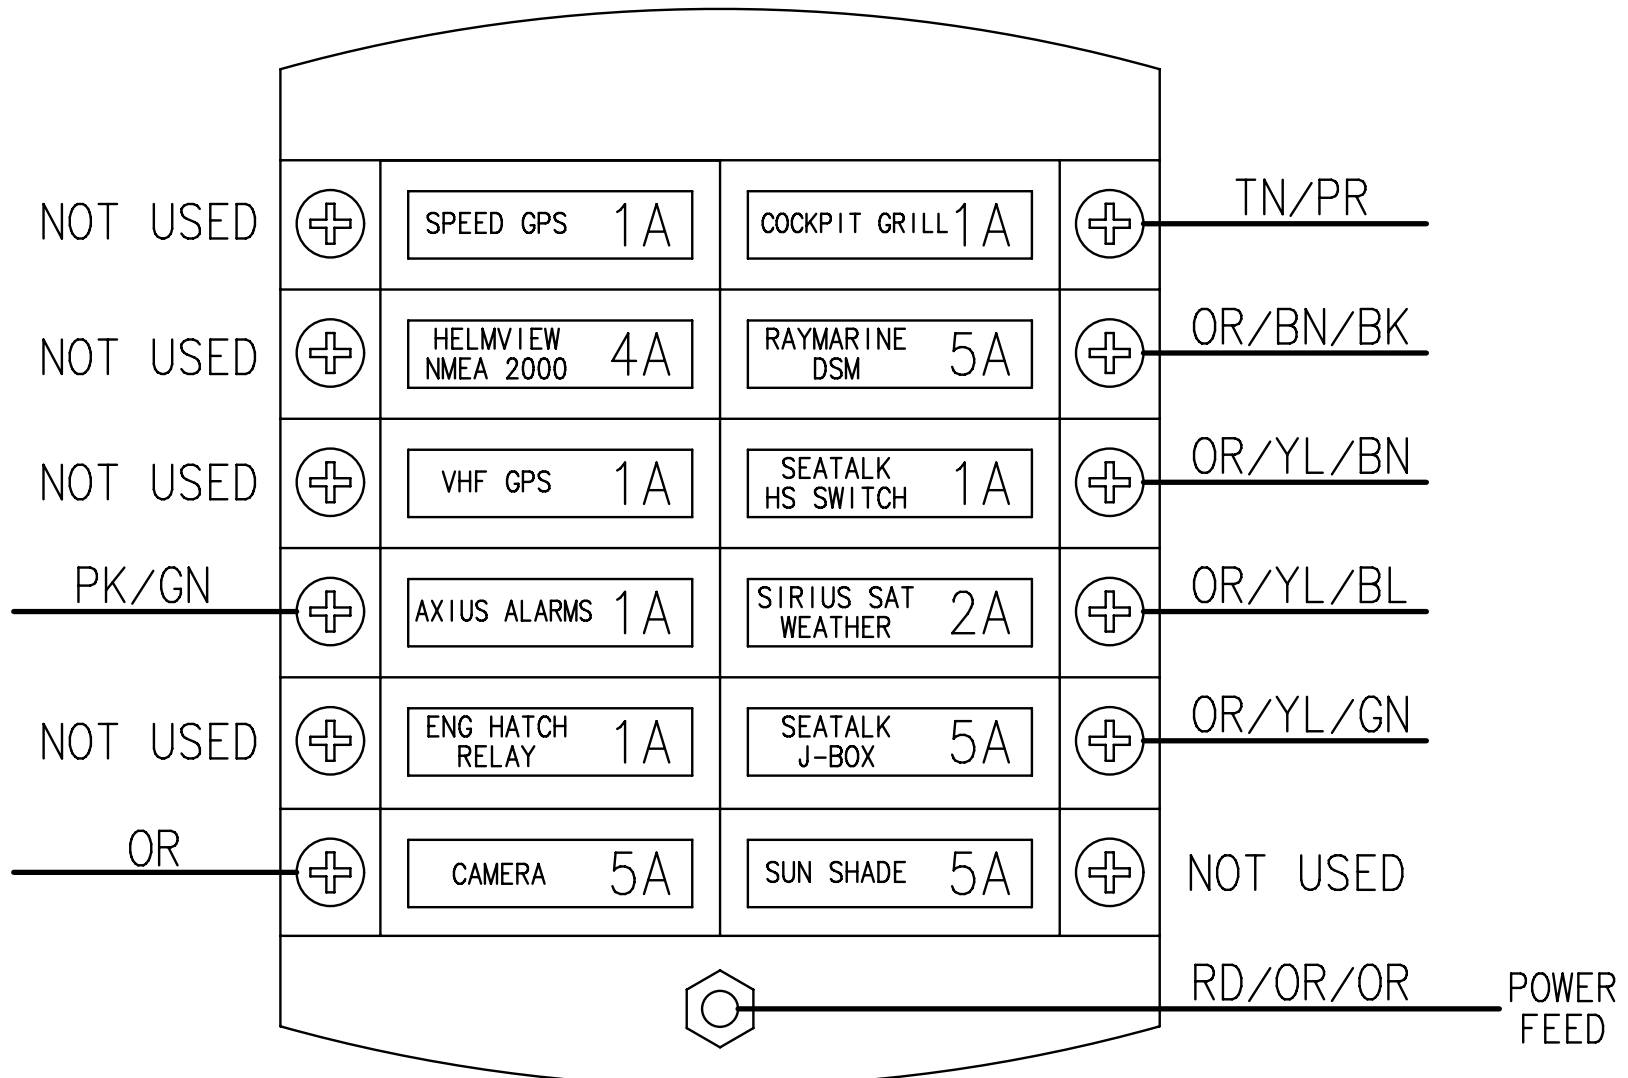 NOT USED
SPEED GPS 1A
COCKPIT GRILL 1A
TN/PR
NOT USED
HELMVIEW
NMEA 2000 4A
RAYMARINE
DSM 5A
OR/BN/BK
NOT USED
VHF GPS 1A
SEATALK
HS SWITCH 1A
OR/YL/BN
PK/GN
AXIUS ALARMS 1A
SIRIUS SAT
WEATHER 2A
OR/YL/BL
NOT USED
ENG HATCH
RELAY 1A
SEATALK
J-BOX 5A
OR/YL/GN
OR
CAMERA 5A
SUN SHADE 5A
NOT USED
RD/OR/OR
POWER
FEED